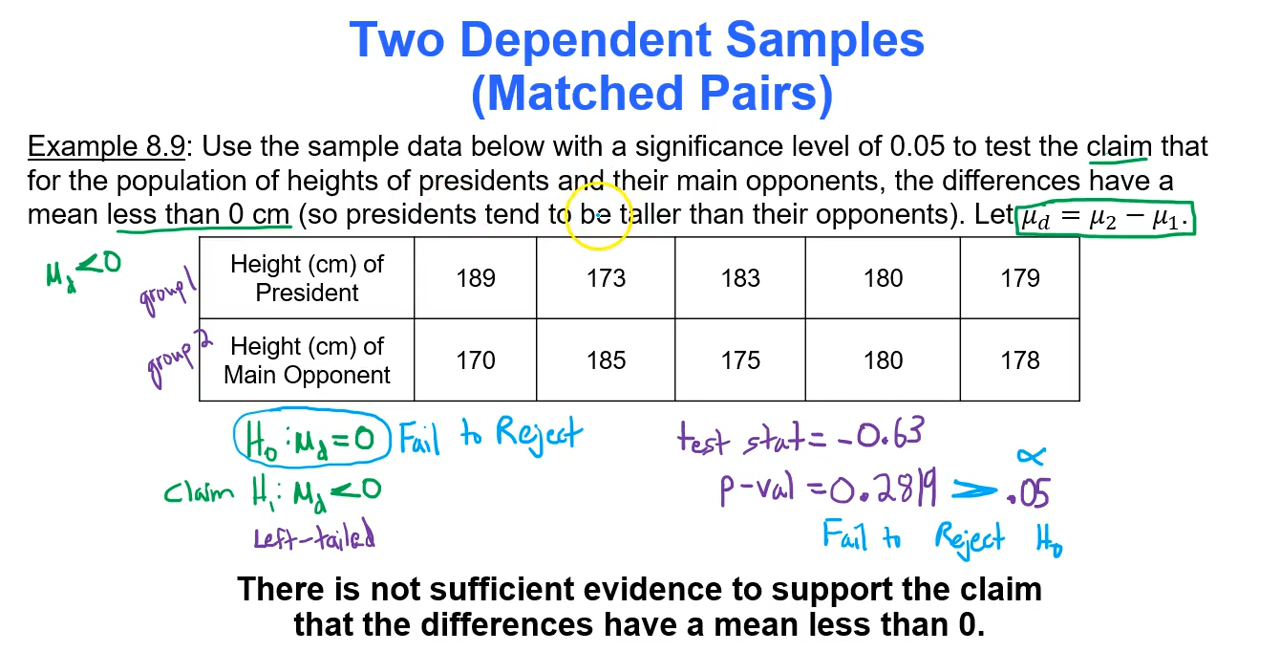 Two Dependent Samples
(Matched Pairs)
Example 8.9: Use the sample data below with a significance level of 0.05 to test the claim that
for the population of heights of presidents and their main opponents, the differences have a
mean less than 0 cm (so presidents tend to be taller than their opponents). Let μd = μ2 − μ1.
μd < 0
group 1
Height (cm) of
President
189 173 183 180 179
group 2
Height (cm) of
Main Opponent
170 185 175 180 178
H0 : μd = 0 Fail to Reject
test stat = -0.63
α
claim H1 : μd < 0
p-val = 0.2819 > .05
Left-tailed
Fail to Reject H0
There is not sufficient evidence to support the claim
that the differences have a mean less than 0.